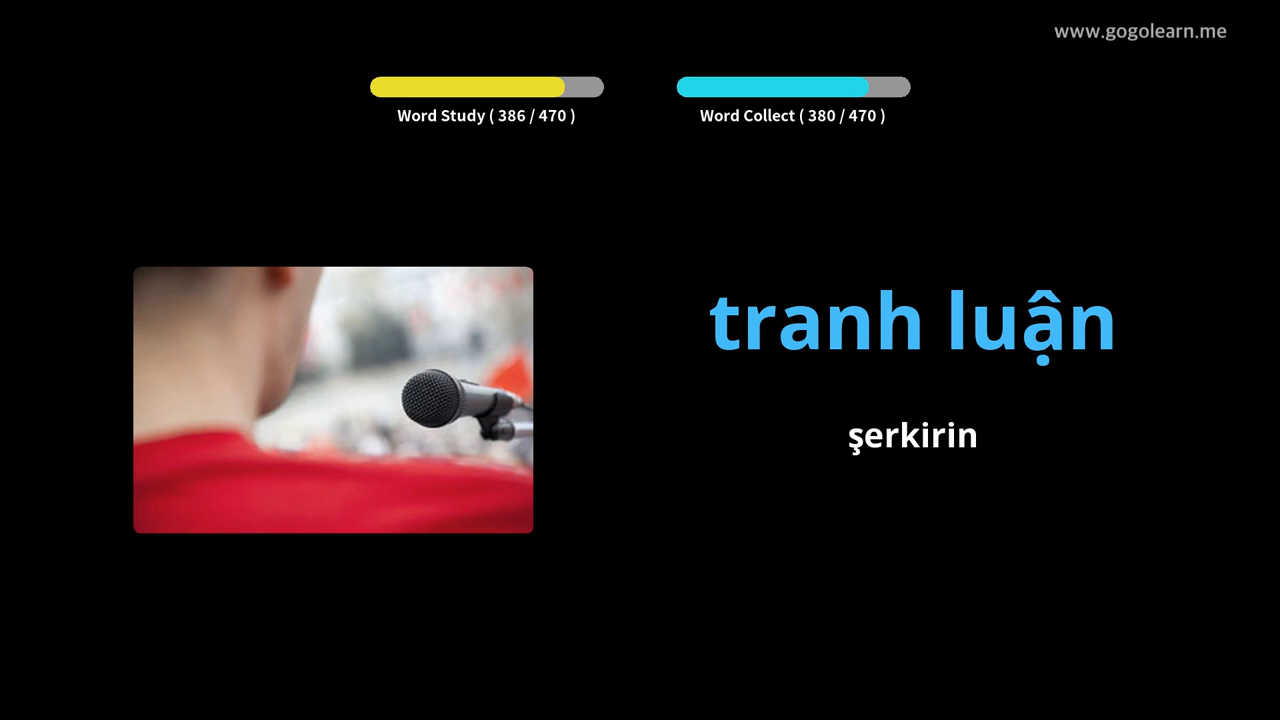 www.gogolearn.me
Word Study ( 386 / 470 )
Word Collect ( 380 / 470 )
tranh luận
şerkirin